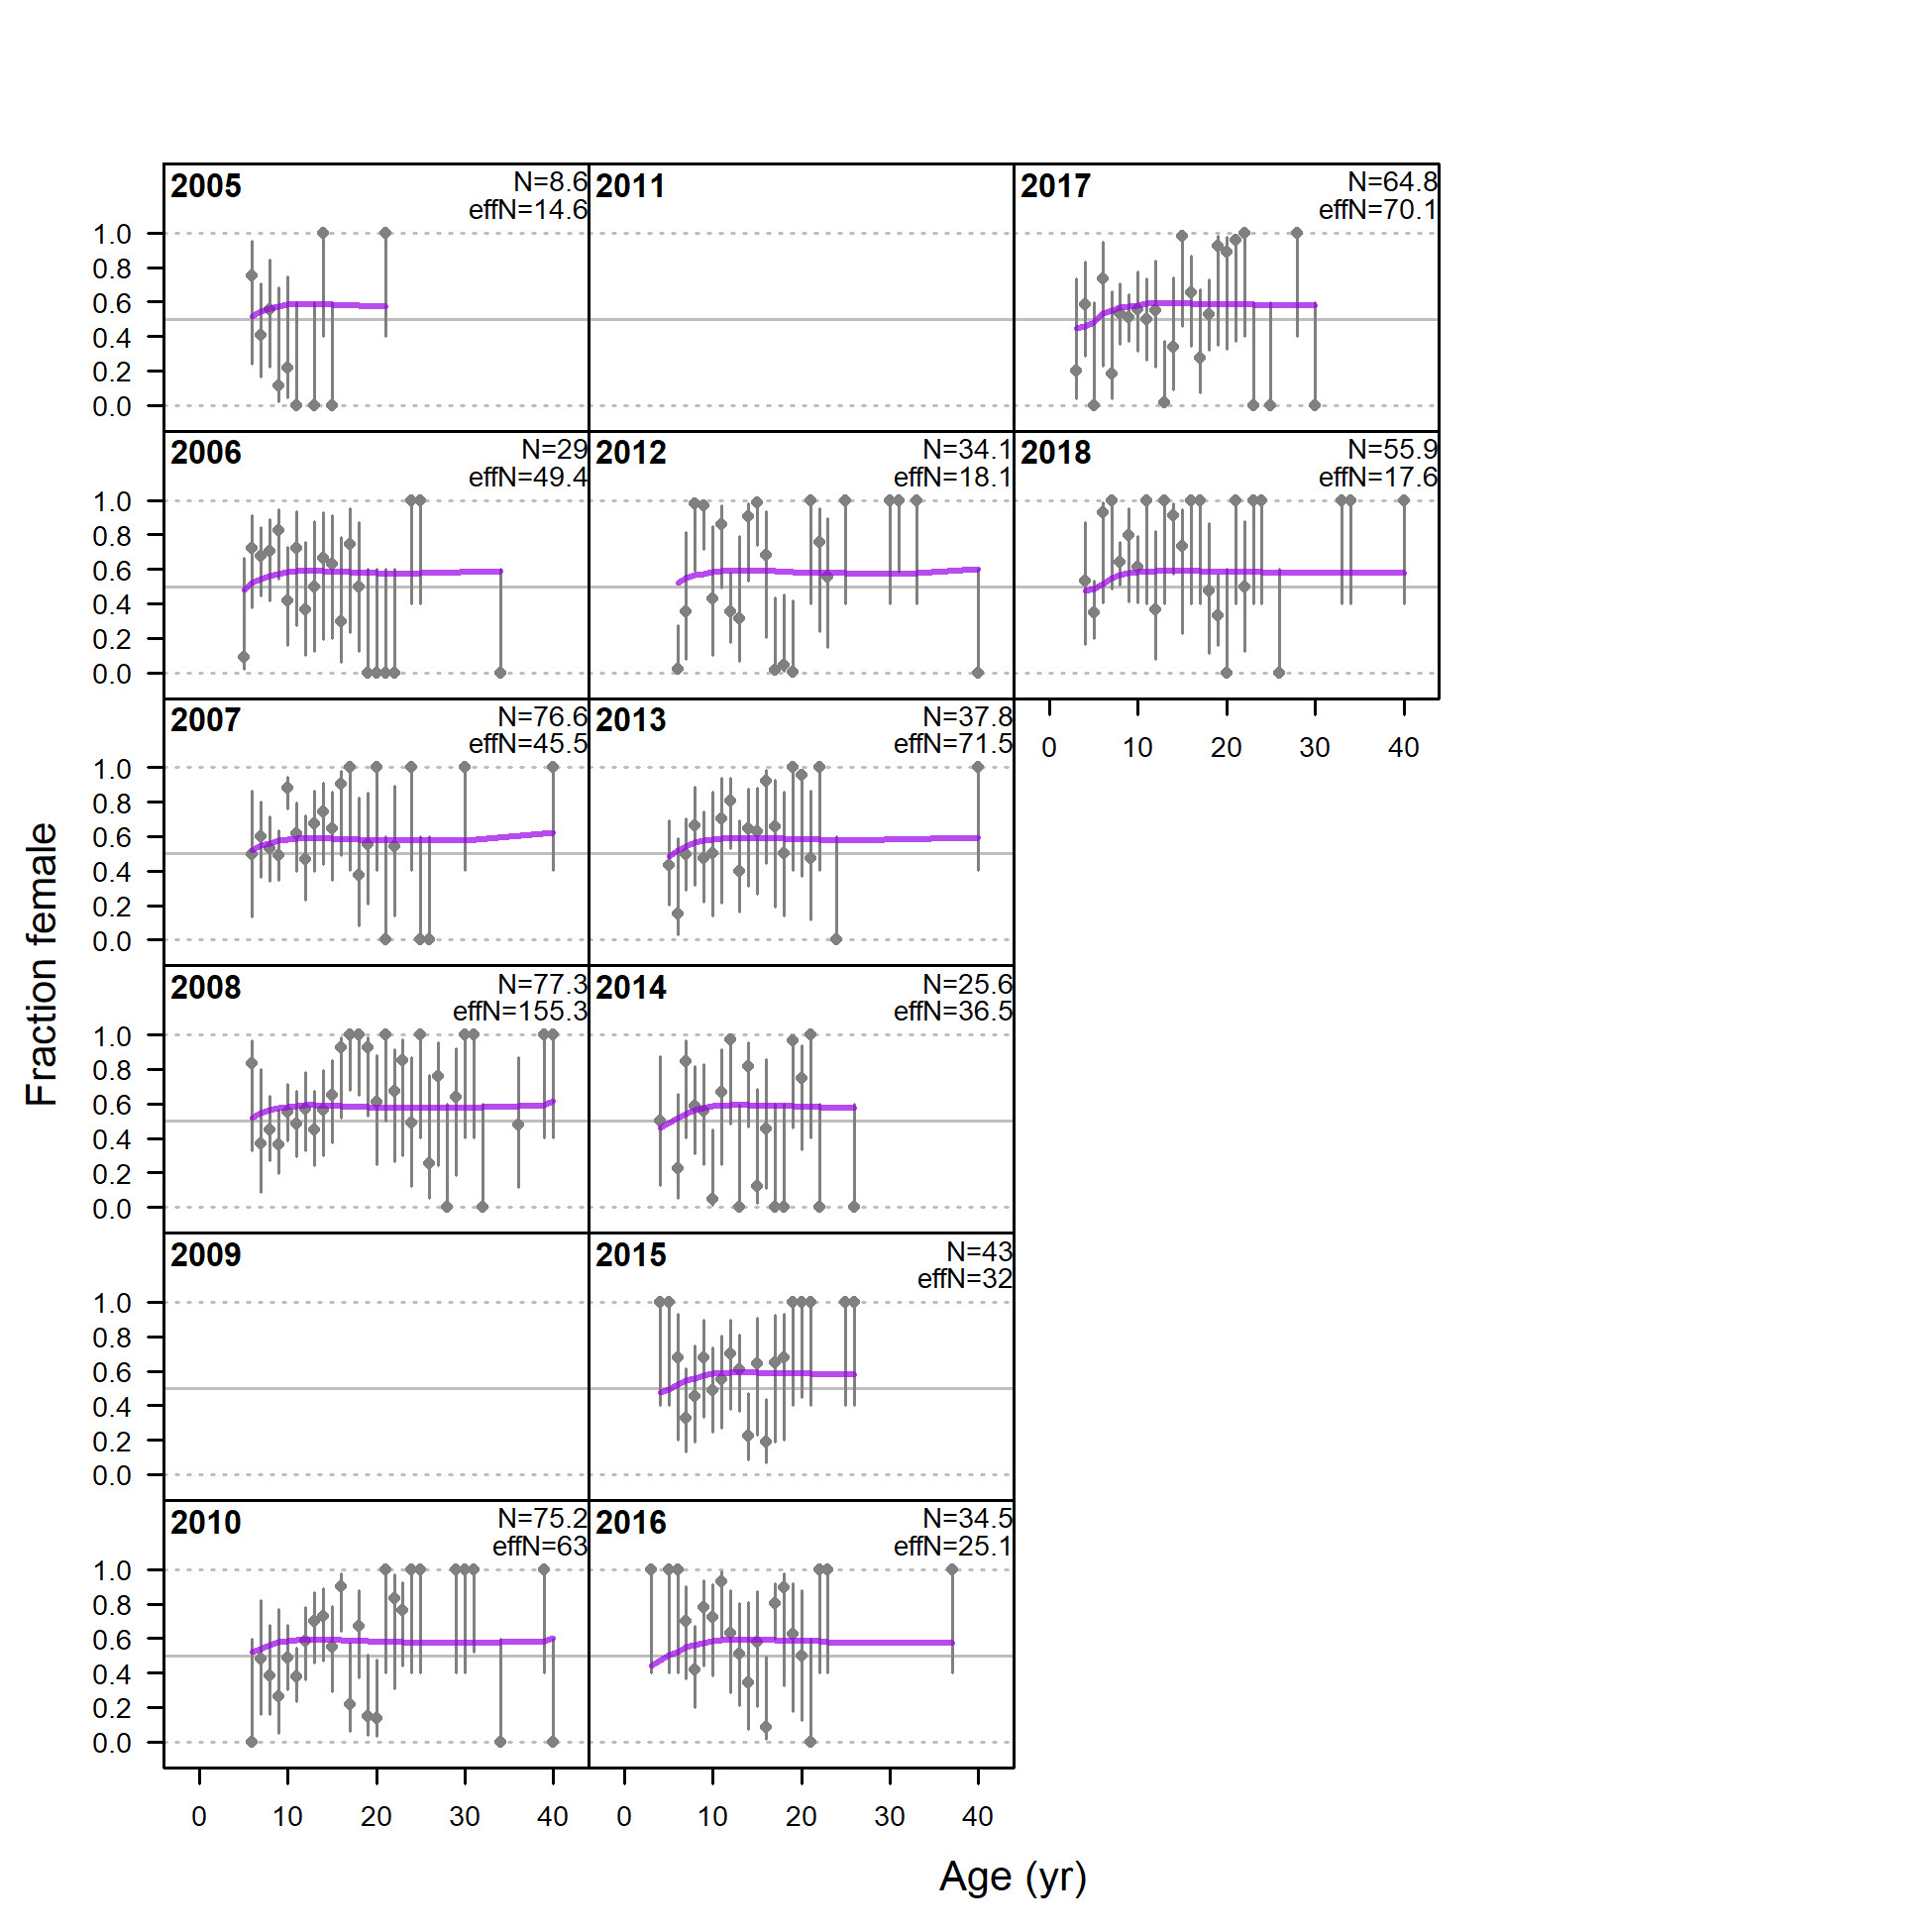 2005 N=8.6 2011 2017 N=64.8
effN=14.6 effN=70.1
1.0
0.8
0.6
0.4
0.2
0.0
2006 N=29 2012 N=34.1 2018 N=55.9
effN=49.4 effN=18.1 effN=17.6
1.0
0.8
0.6
0.4
0.2
0.0
2007 N=76.6 2013 N=37.8
effN=45.5 effN=71.5
0 10 20 30 40
1.0
0.8
0.6
0.4
0.2
0.0
2008 N=77.3 2014 N=25.6
effN=155.3 effN=36.5
1.0
0.8
0.6
0.4
0.2
0.0
2009 2015 N=43
effN=32
1.0
0.8
0.6
0.4
0.2
0.0
2010 N=75.2 2016 N=34.5
effN=63 effN=25.1
1.0
0.8
0.6
0.4
0.2
0.0
0 10 20 30 40 0 10 20 30 40
Fraction female
Age (yr)